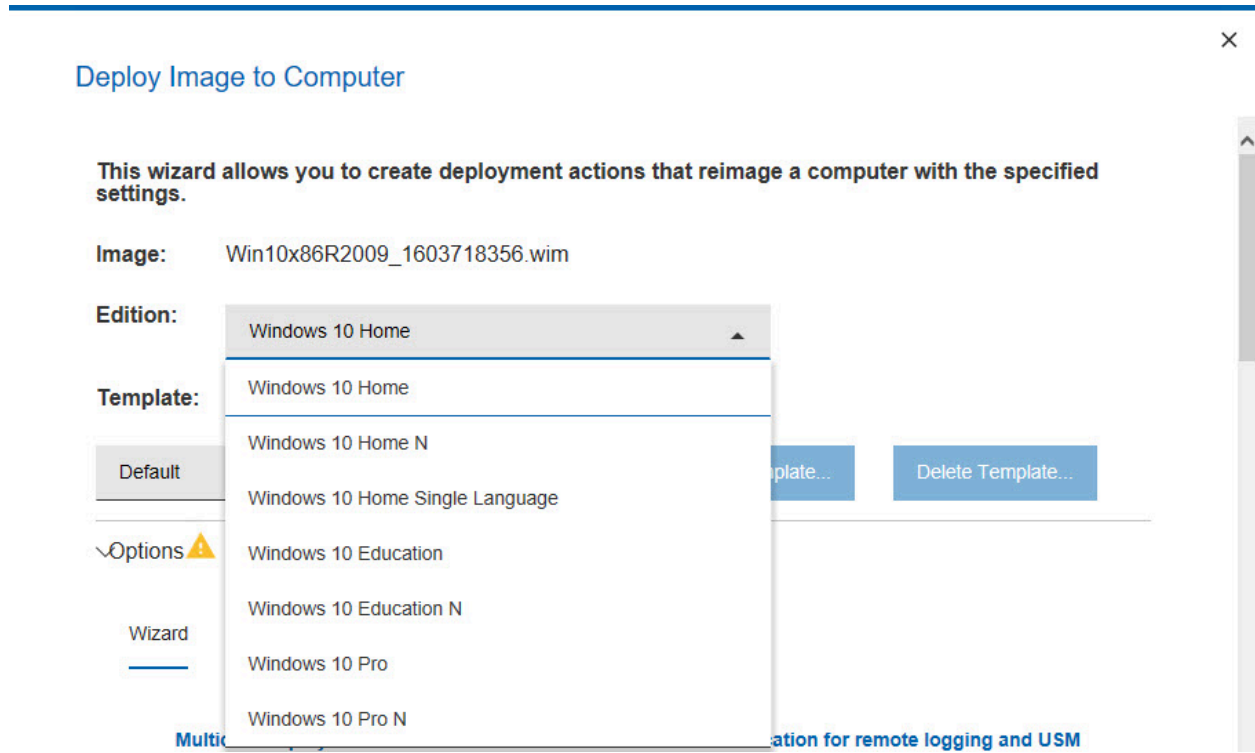 Deploy Image to Computer
This wizard allows you to create deployment actions that reimage a computer with the specified
settings.
Image: Win10x86R2009_1603718356.wim
Edition: Windows 10 Home
Windows 10 Home
Template:
Windows 10 Home N
Default
Delete Template...
Windows 10 Home Single Language
Options
Windows 10 Education
Windows 10 Education N
Wizard
Windows 10 Pro
Windows 10 Pro N
for remote logging and USM